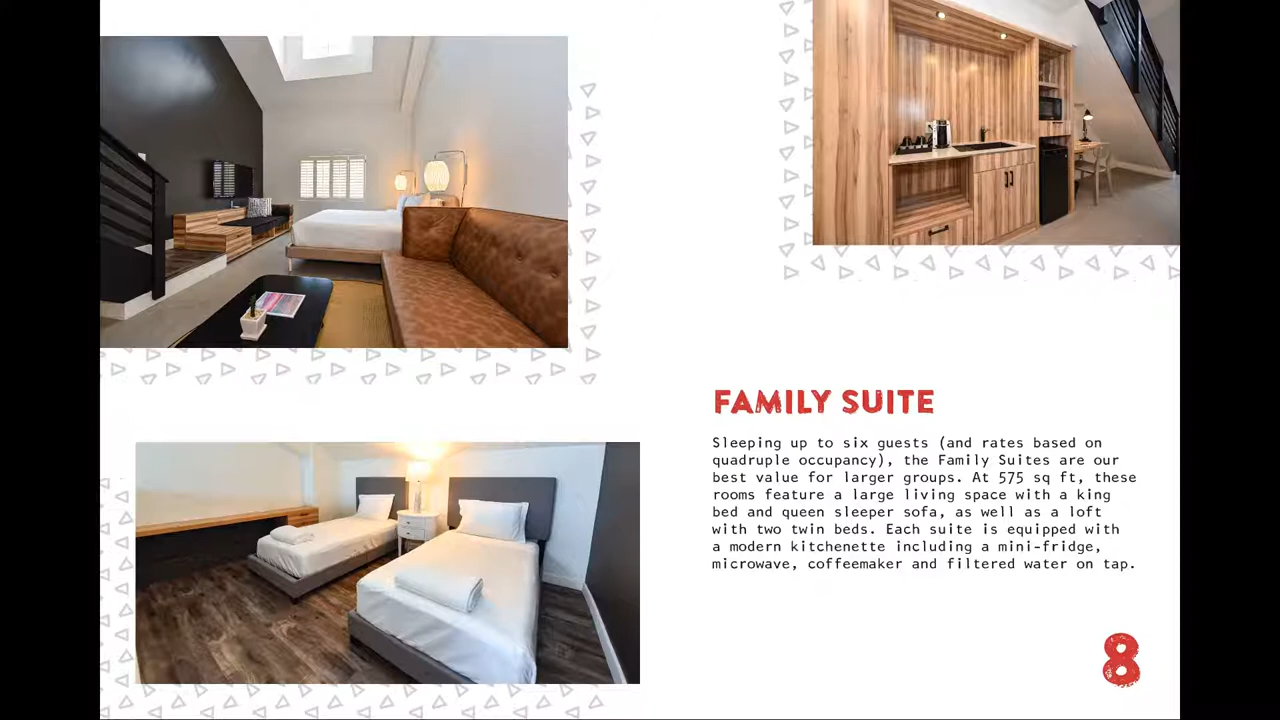 FAMILY SUITE
Sleeping up to six guests (and rates based on
quadruple occupancy), the Family Suites are our
best value for larger groups. At 575 sq ft, these
rooms feature a large living space with a king
bed and queen sleeper sofa, as well as a loft
with two twin beds. Each suite is equipped with
a modern kitchenette including a mini-fridge,
microwave, coffeemaker and filtered water on tap.
8